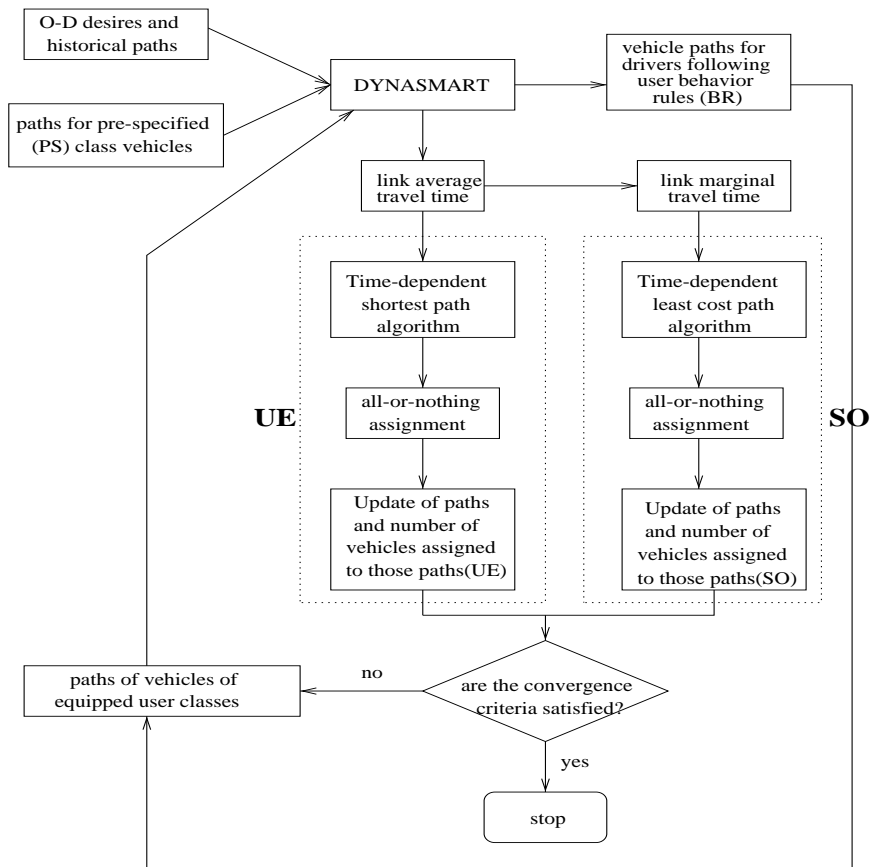 O-D desires and
historical paths
DYNASMART
vehicle paths for
drivers following
user behavior
rules (BR)
paths for pre-specified
(PS) class vehicles
link average
travel time
link marginal
travel time
Time-dependent
shortest path
algorithm
Time-dependent
least cost path
algorithm
UE
all-or-nothing
assignment
all-or-nothing
assignment
SO
Update of paths
and number of
vehicles assigned
to those paths(UE)
Update of paths
and number of
vehicles assigned
to those paths(SO)
paths of vehicles of
equipped user classes
no
are the convergence
criteria satisfied?
yes
stop